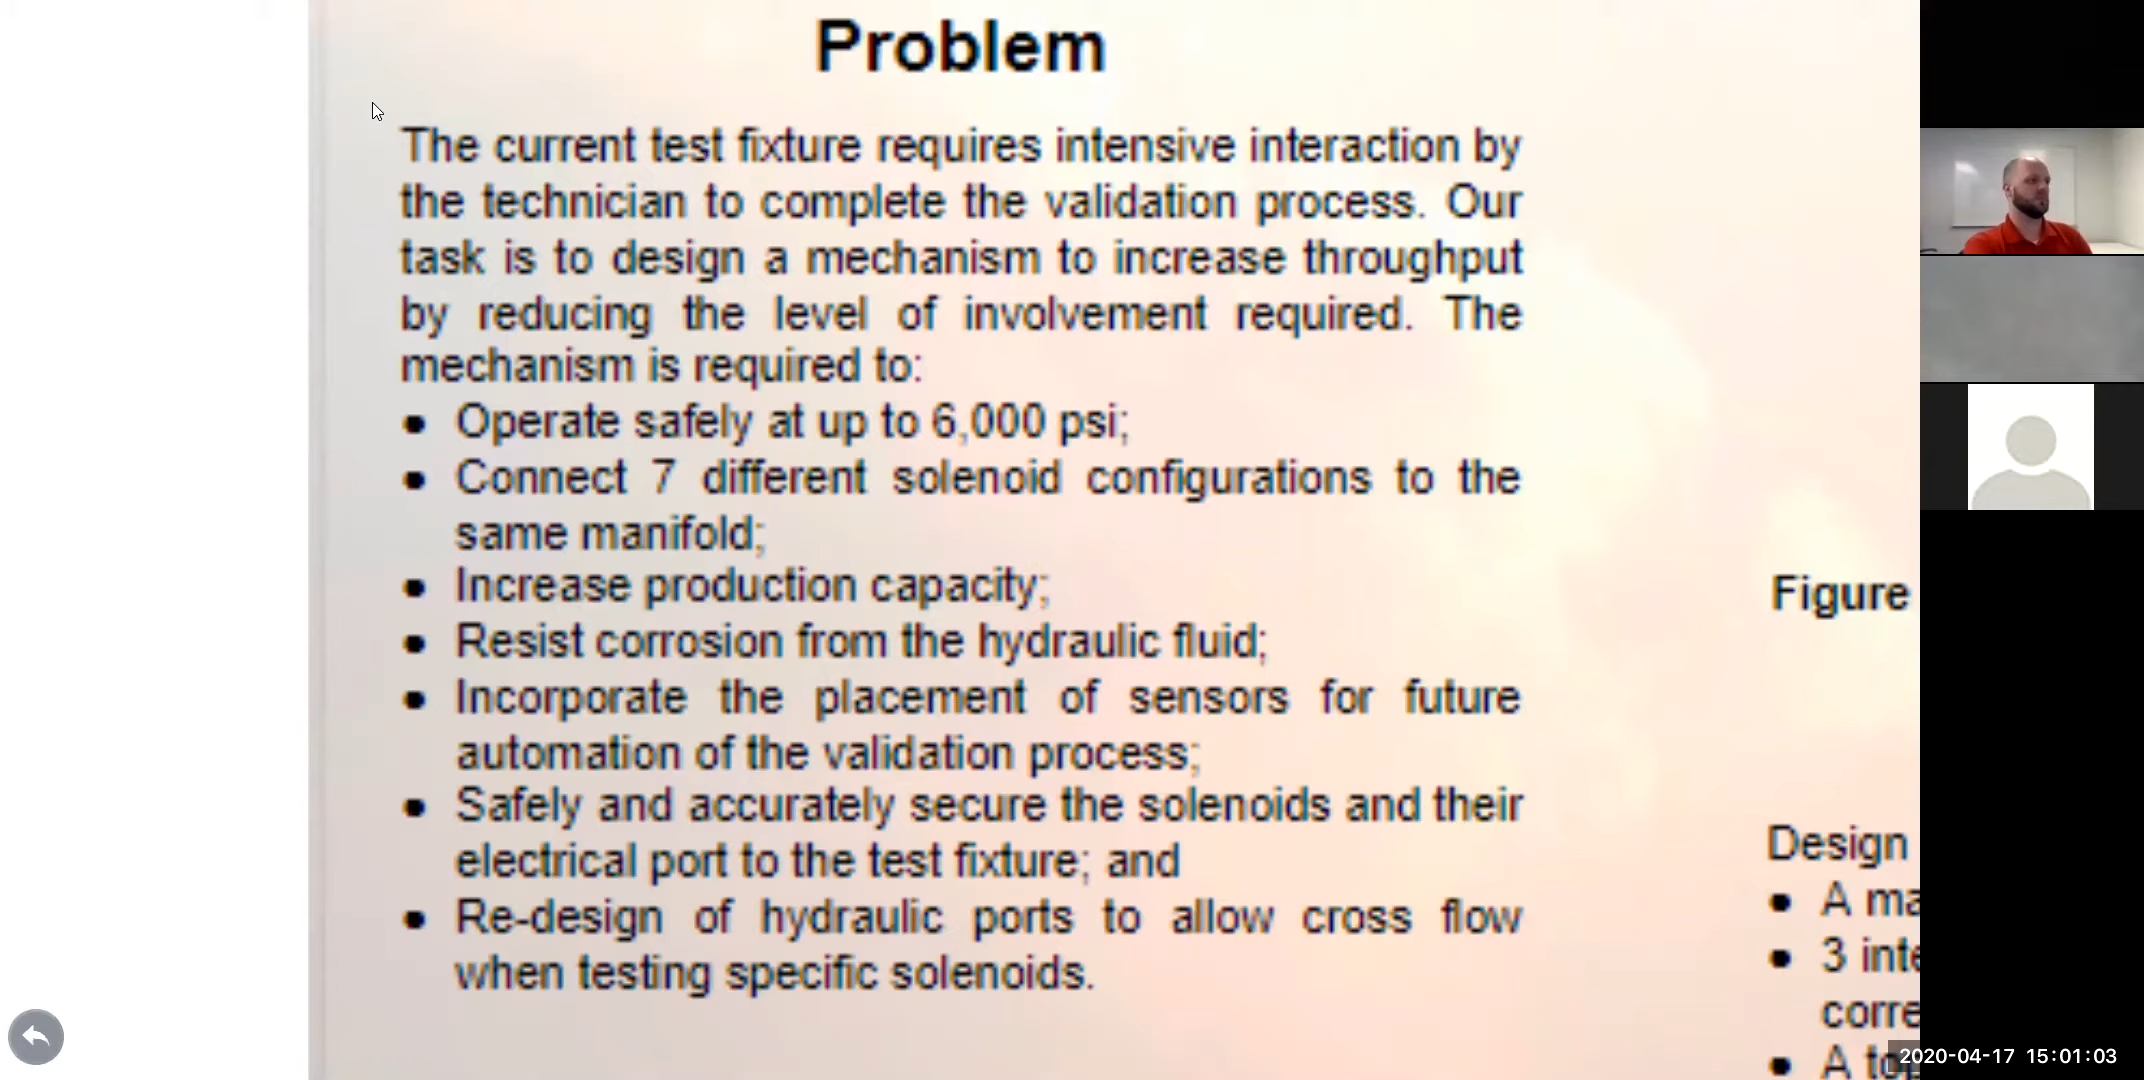 Problem
The current test fixture requires intensive interaction by
the technician to complete the validation process. Our
task is to design a mechanism to increase throughput
by reducing the level of involvement required. The
mechanism is required to:
● Operate safely at up to 6,000 psi;
● Connect 7 different solenoid configurations to the
same manifold;
● Increase production capacity;
● Resist corrosion from the hydraulic fluid;
● Incorporate the placement of sensors for future
automation of the validation process;
● Safely and accurately secure the solenoids and their
electrical port to the test fixture; and
● Re-design of hydraulic ports to allow cross flow
when testing specific solenoids.
Figure
Design
● A
● 3
● A
2020-04-17 15:01:03